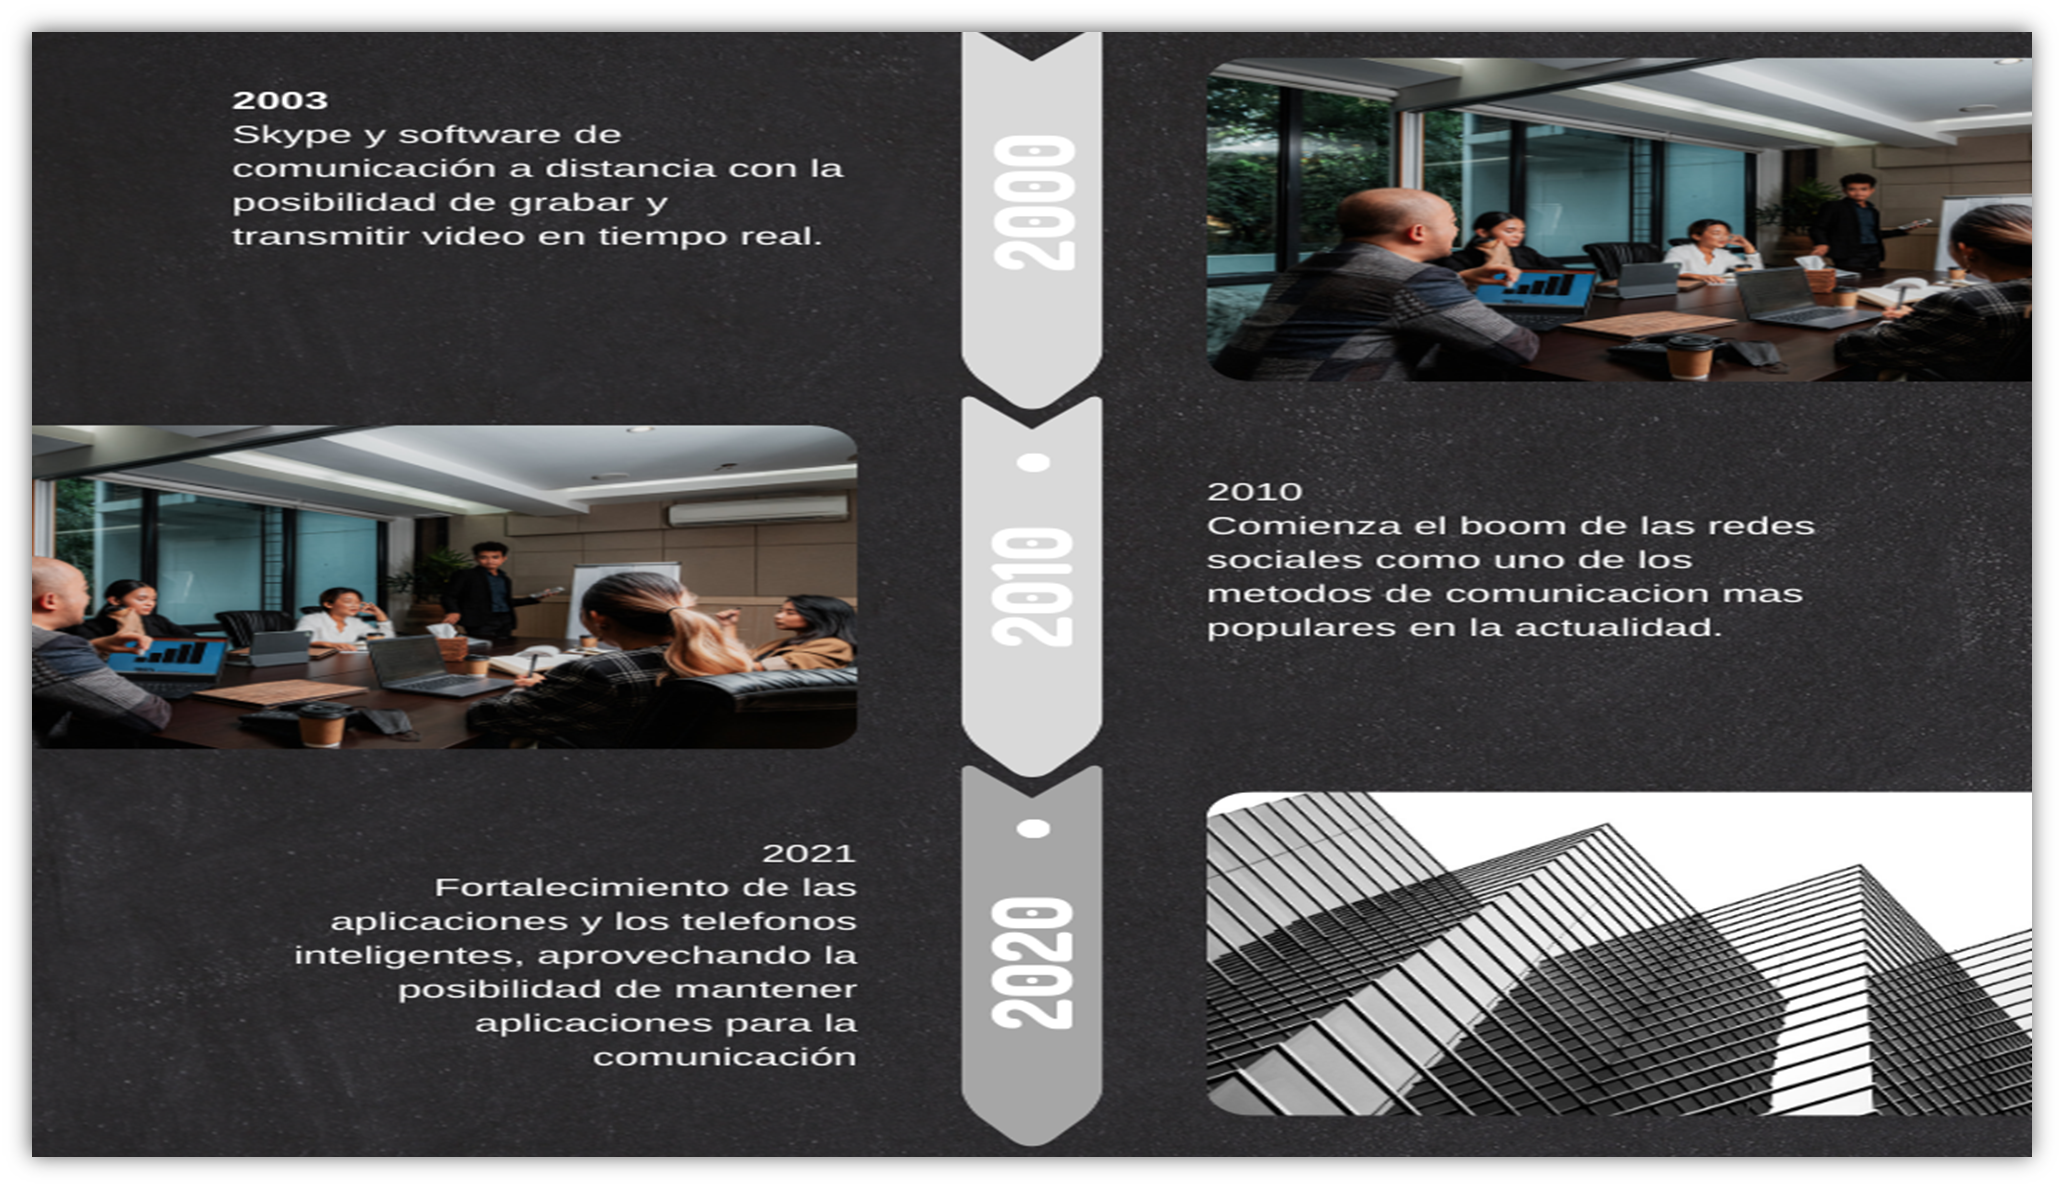 2003
Skype y software de
comunicación a distancia con la
posibilidad de grabar y
transmitir video en tiempo real.
2000
2010
2010
Comienza el boom de las redes
sociales como uno de los
metodos de comunicacion mas
populares en la actualidad.
2021
Fortalecimiento de las
aplicaciones y los telefonos
inteligentes, aprovechando la
posibilidad de mantener
aplicaciones para la
comunicación
2020